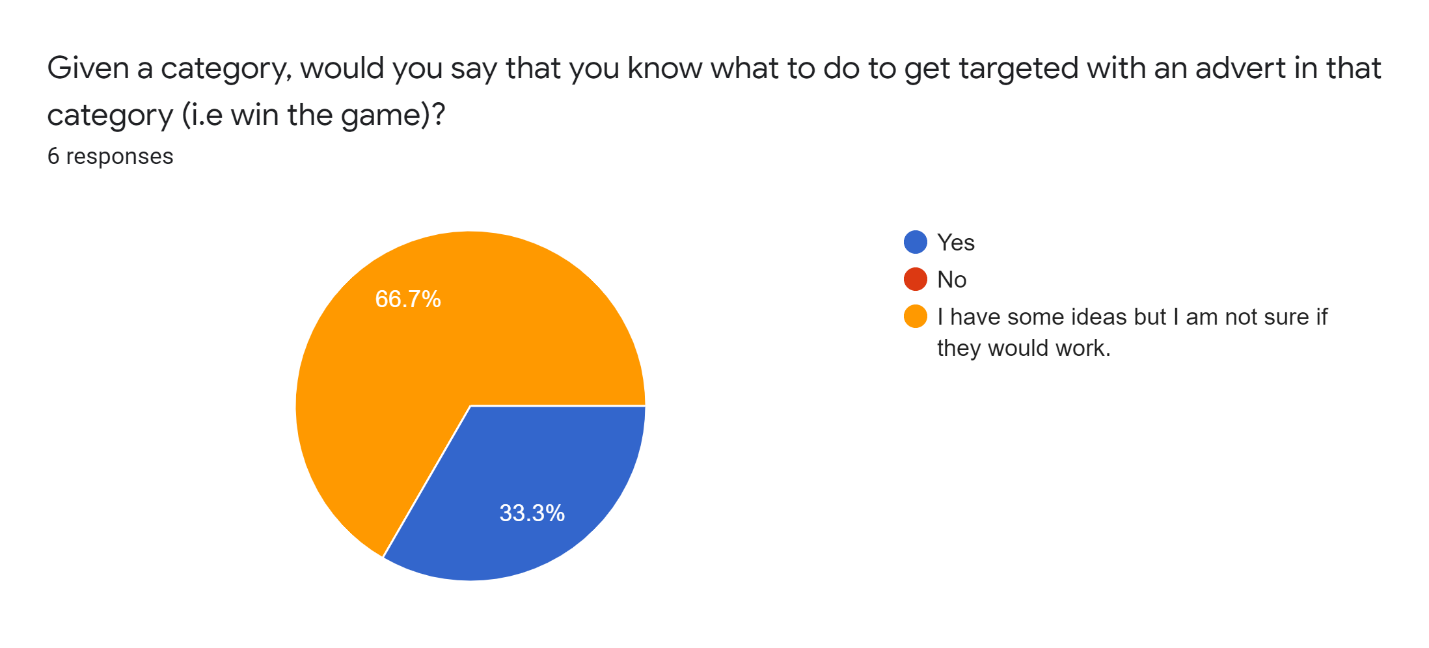 Given a category, would you say that you know what to do to get targeted with an advert in that
category (i.e win the game)?
6 responses
66.7%
33.3%
Yes
No
I have some ideas but I am not sure if
they would work.